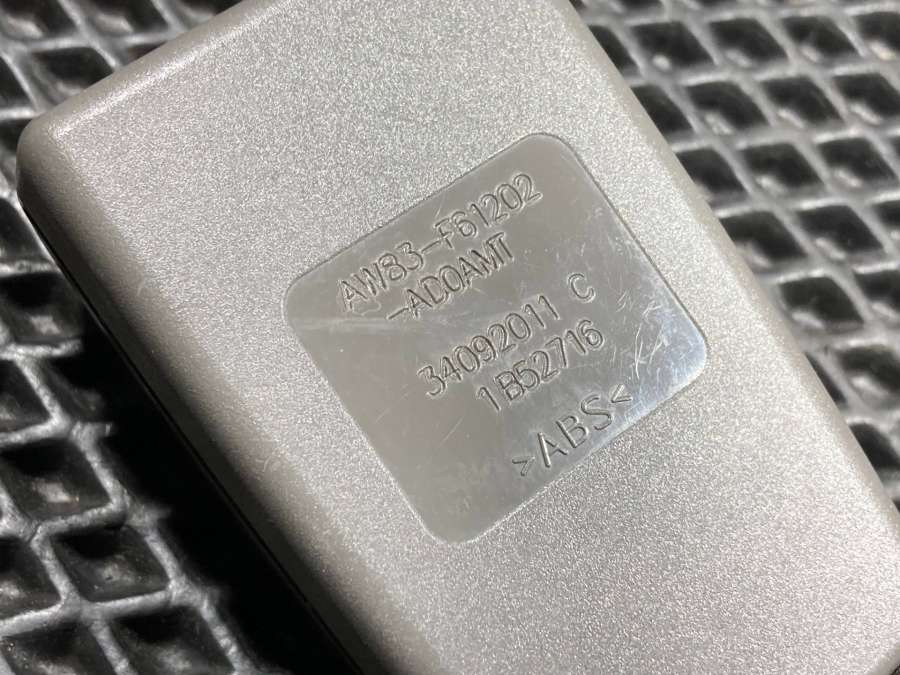 AW83-F61202
-AD0AMT
34092011 C
1B52716
>ABS<